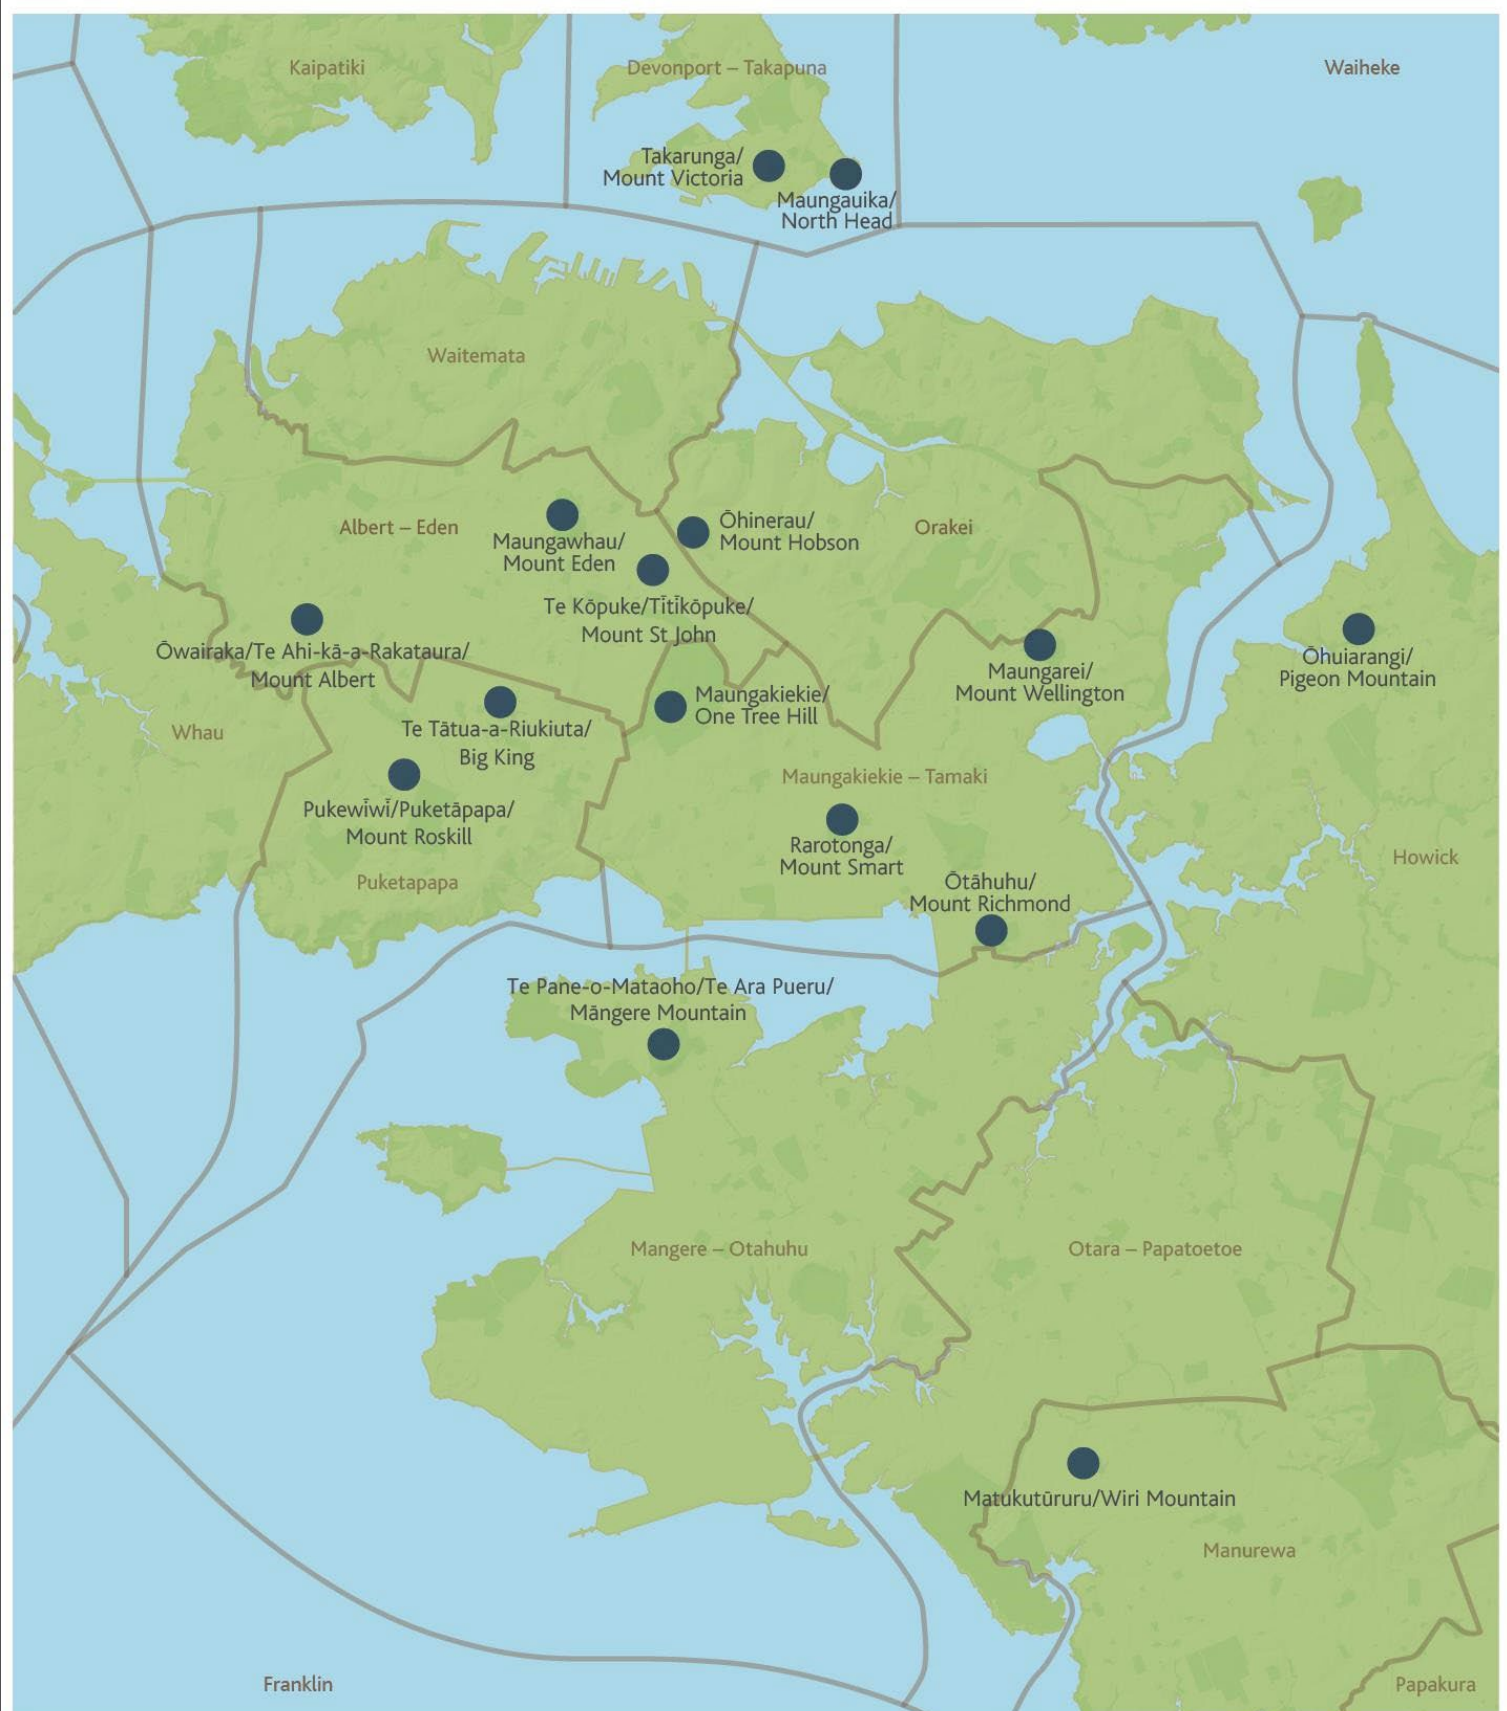 Kaipatiki
Devonport – Takapuna
Waiheke
Takarunga/
Mount Victoria
Maungauika/
North Head
Waitemata
Albert – Eden
Maungawhau/
Mount Eden
Ōhinerau/
Mount Hobson
Orakei
Te Kōpuke/Tītīkōpuke/
Mount St John
Ōwairaka/Te Ahi-kā-a-Rakataura/
Mount Albert
Maungarei/
Mount Wellington
Ōhuiarangi/
Pigeon Mountain
Maungakiekie/
One Tree Hill
Whau
Te Tātua-a-Riukiuta/
Big King
Maungakiekie – Tamaki
Pukewīwī/Puketāpapa/
Mount Roskill
Rarotonga/
Mount Smart
Howick
Puketapapa
Ōtāhuhu/
Mount Richmond
Te Pane-o-Mataoho/Te Ara Pueru/
Māngere Mountain
Mangere – Otahuhu
Otara – Papatoetoe
Matukutūruru/Wiri Mountain
Manurewa
Franklin
Papakura